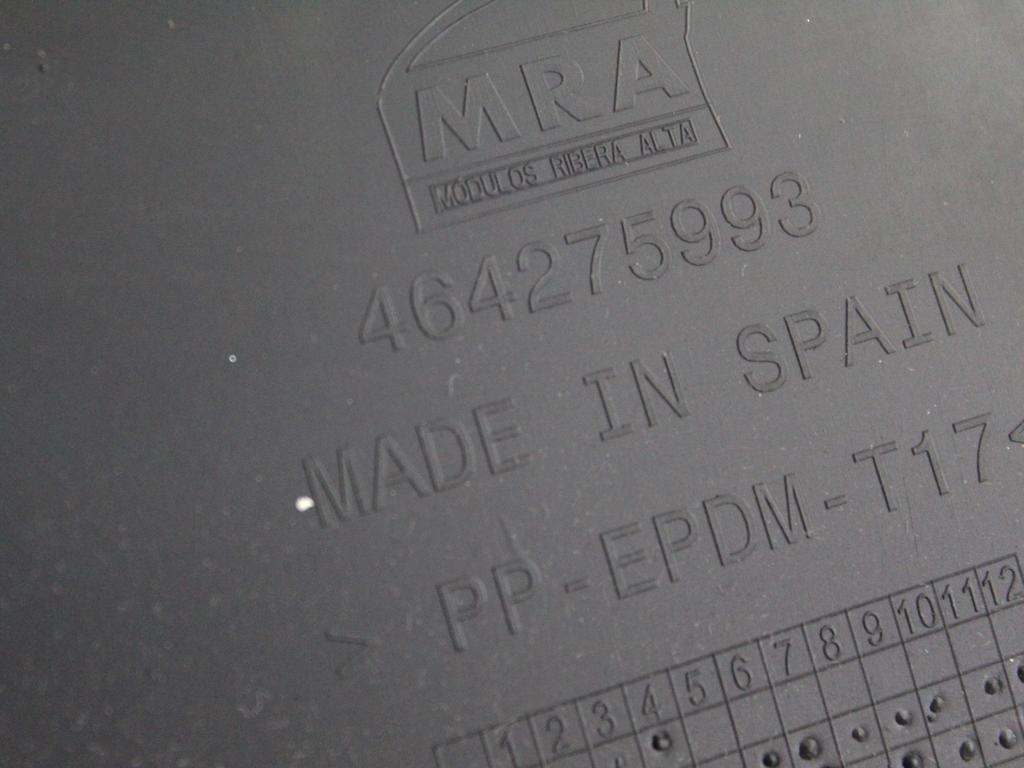 MRA
MÓDULOS RIBERA ALTA
464275993
MADE IN SPAIN
> PP-EPDM-T17<
1 2 3 4 5 6 7 8 9 10 11 12